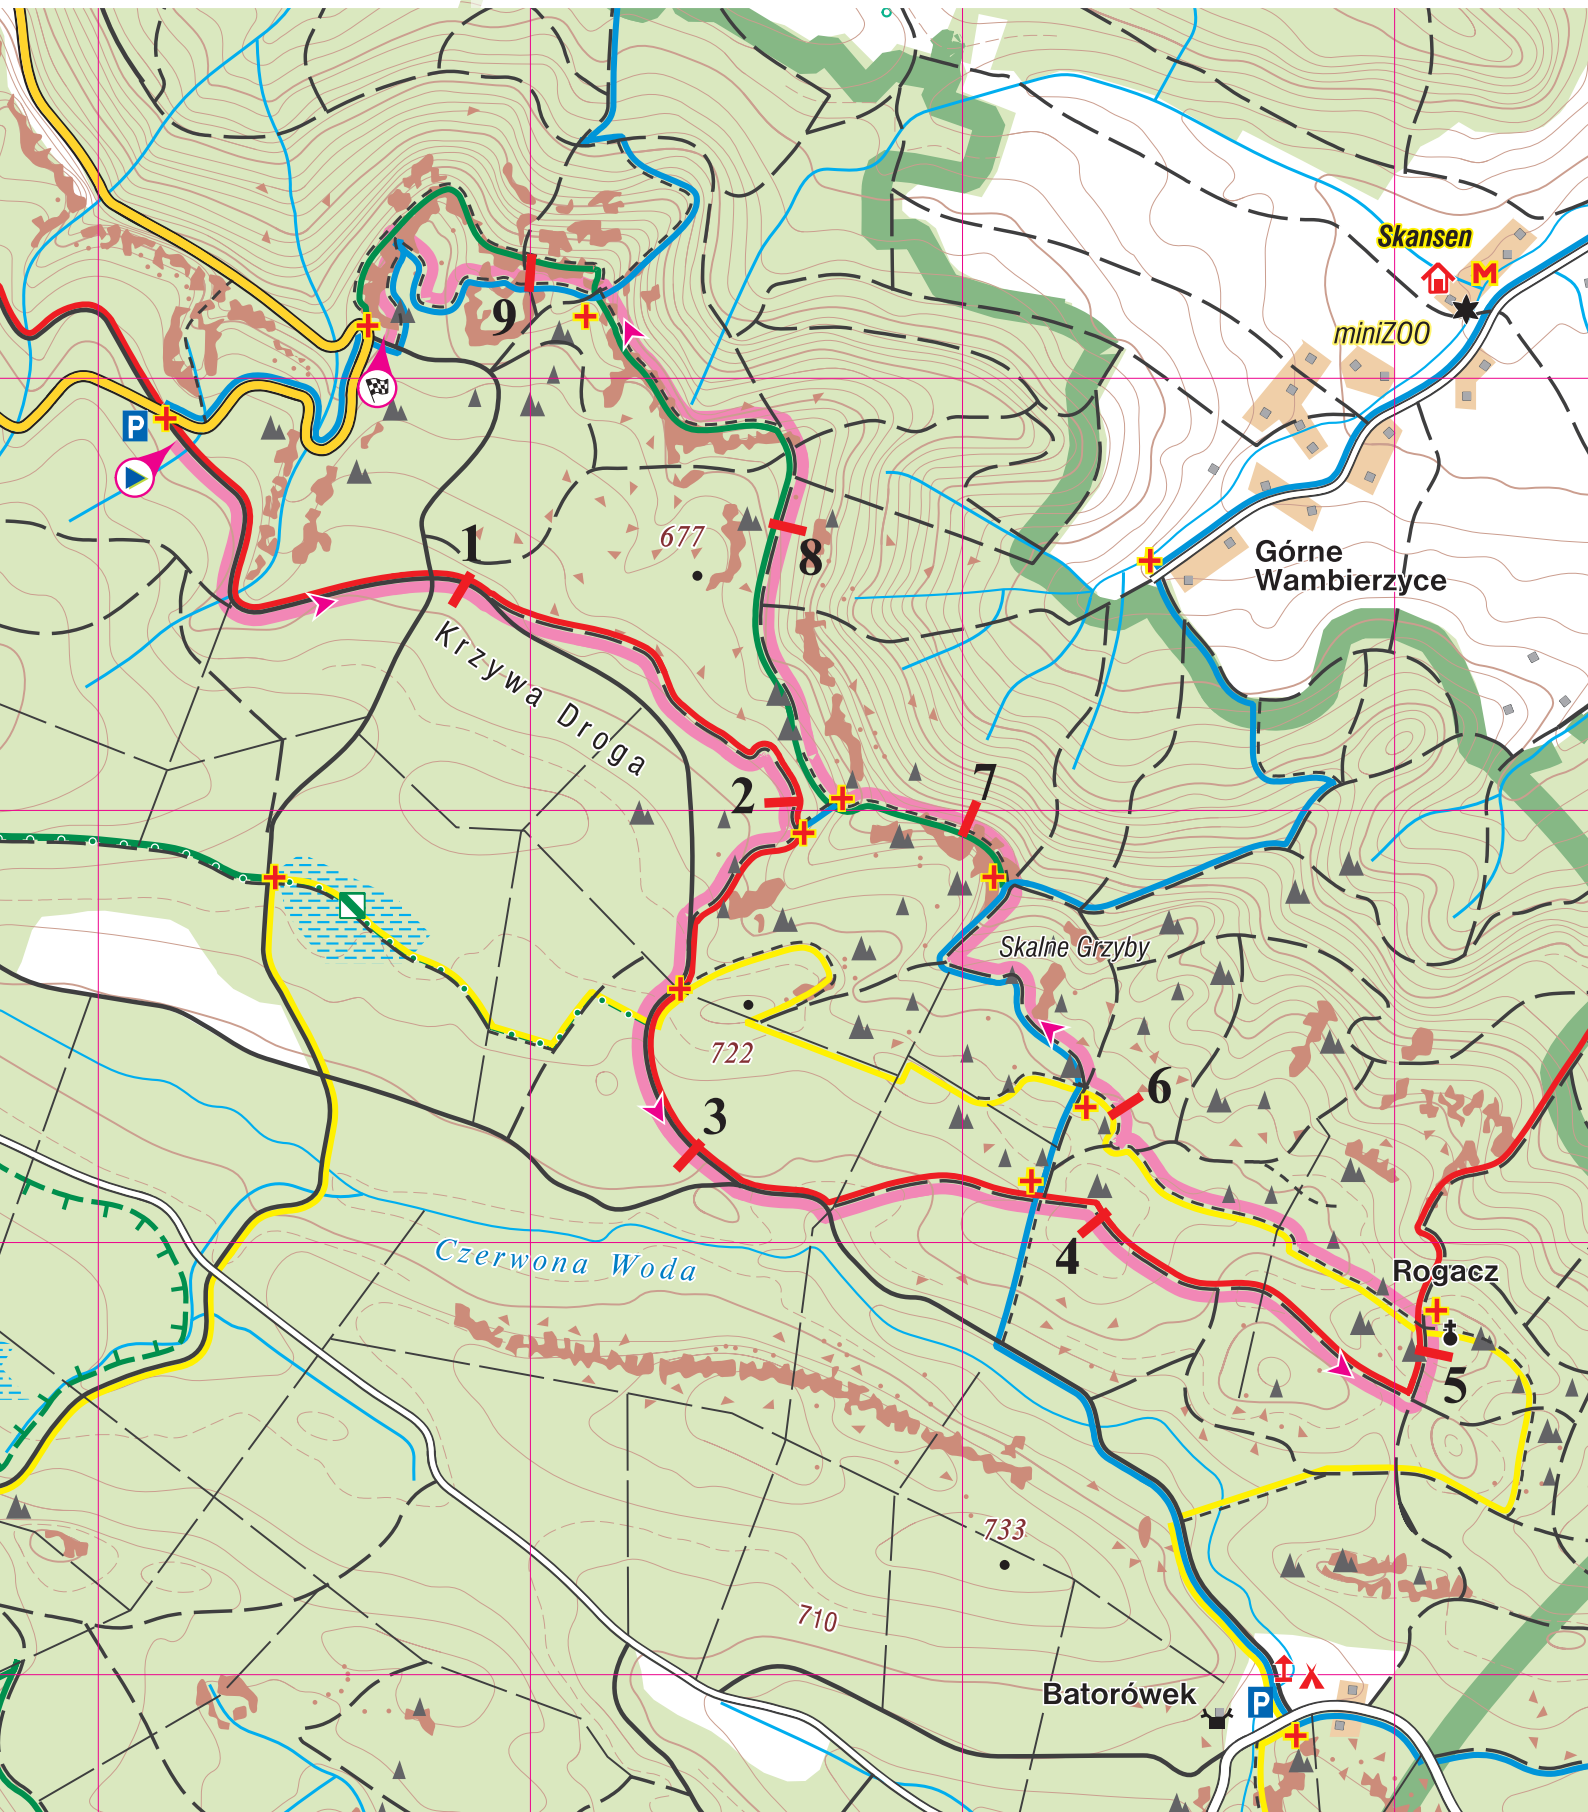 Skansen
M
miniZOO
9
P
1
677
8
Górne
Wambierzyce
Krzywa Droga
2
7
Skalne Grzyby
722
6
3
4
Czerwona Woda
Rogacz
5
733
710
Batorówek
P